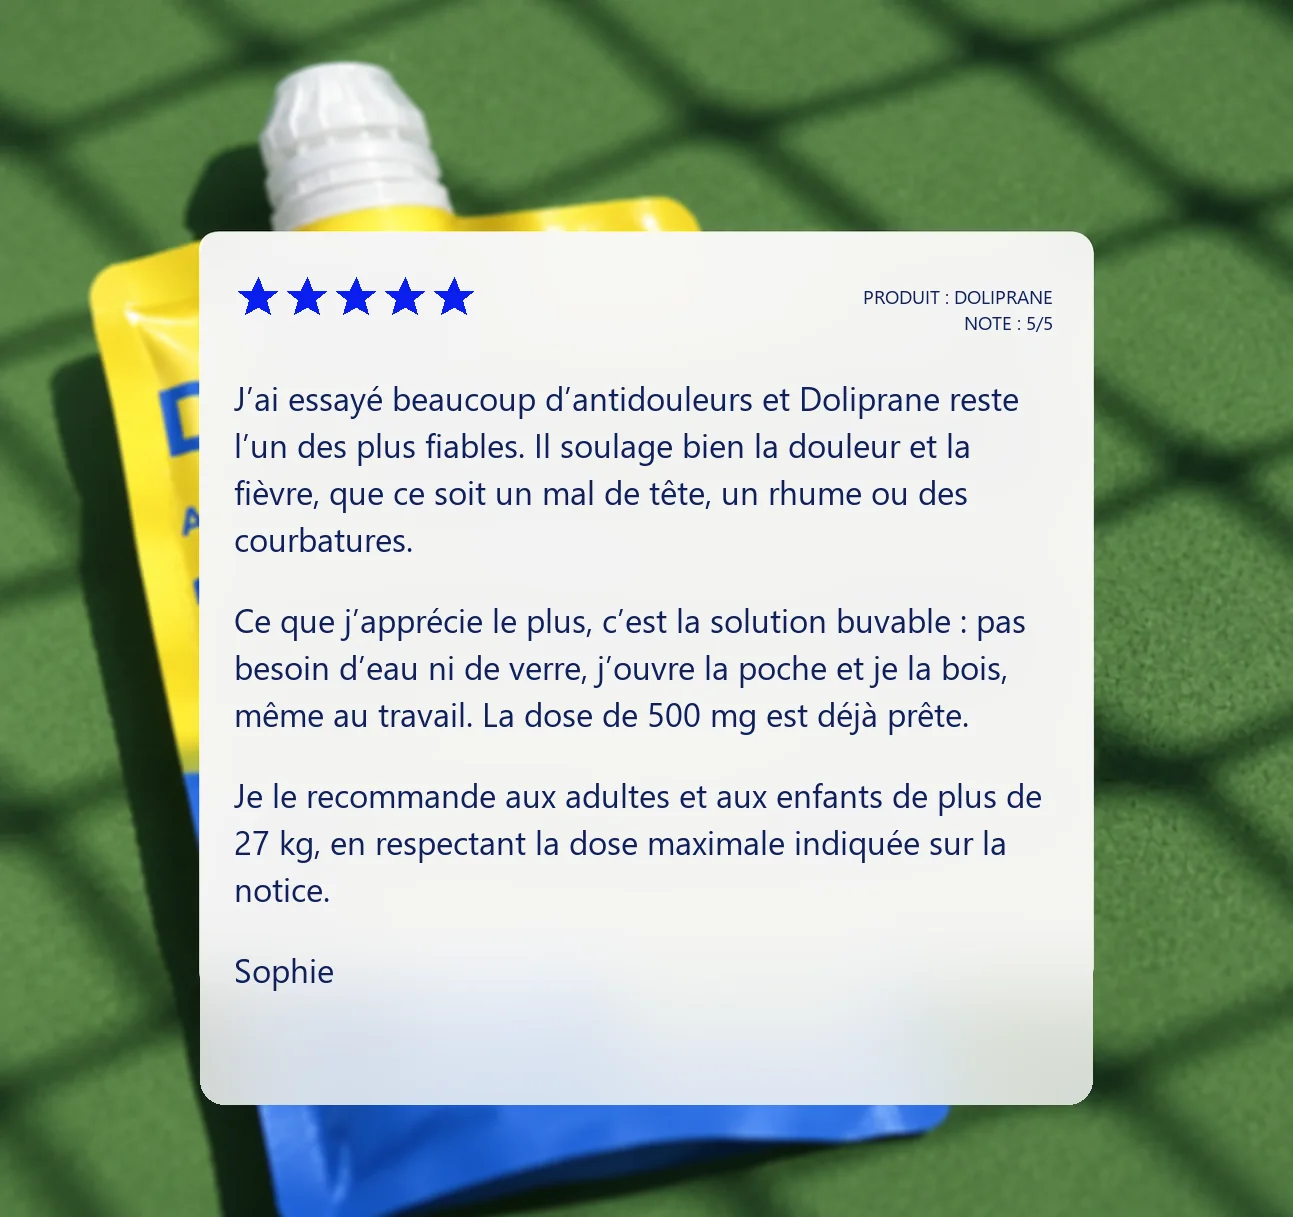 PRODUIT : DOLIPRANE
NOTE : 5/5
J’ai essayé beaucoup d’antidouleurs et Doliprane reste
l’un des plus fiables. Il soulage bien la douleur et la
fièvre, que ce soit un mal de tête, un rhume ou des
courbatures.
Ce que j’apprécie le plus, c’est la solution buvable : pas
besoin d’eau ni de verre, j’ouvre la poche et je la bois,
même au travail. La dose de 500 mg est déjà prête.
Je le recommande aux adultes et aux enfants de plus de
27 kg, en respectant la dose maximale indiquée sur la
notice.
Sophie